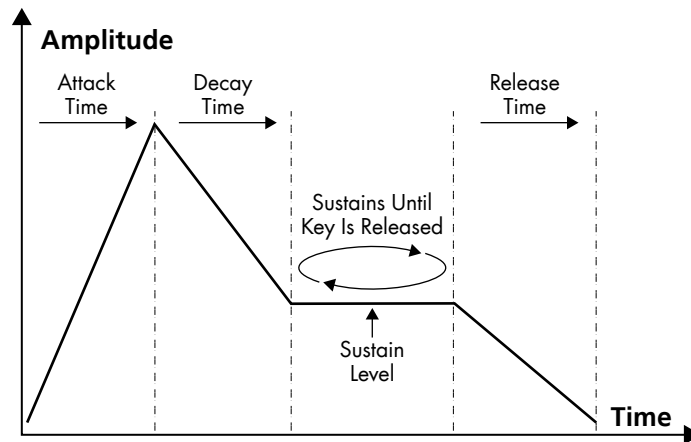 Amplitude
Attack
Time
Decay
Time
Release
Time
Sustains Until
Key Is Released
Sustain
Level
Time